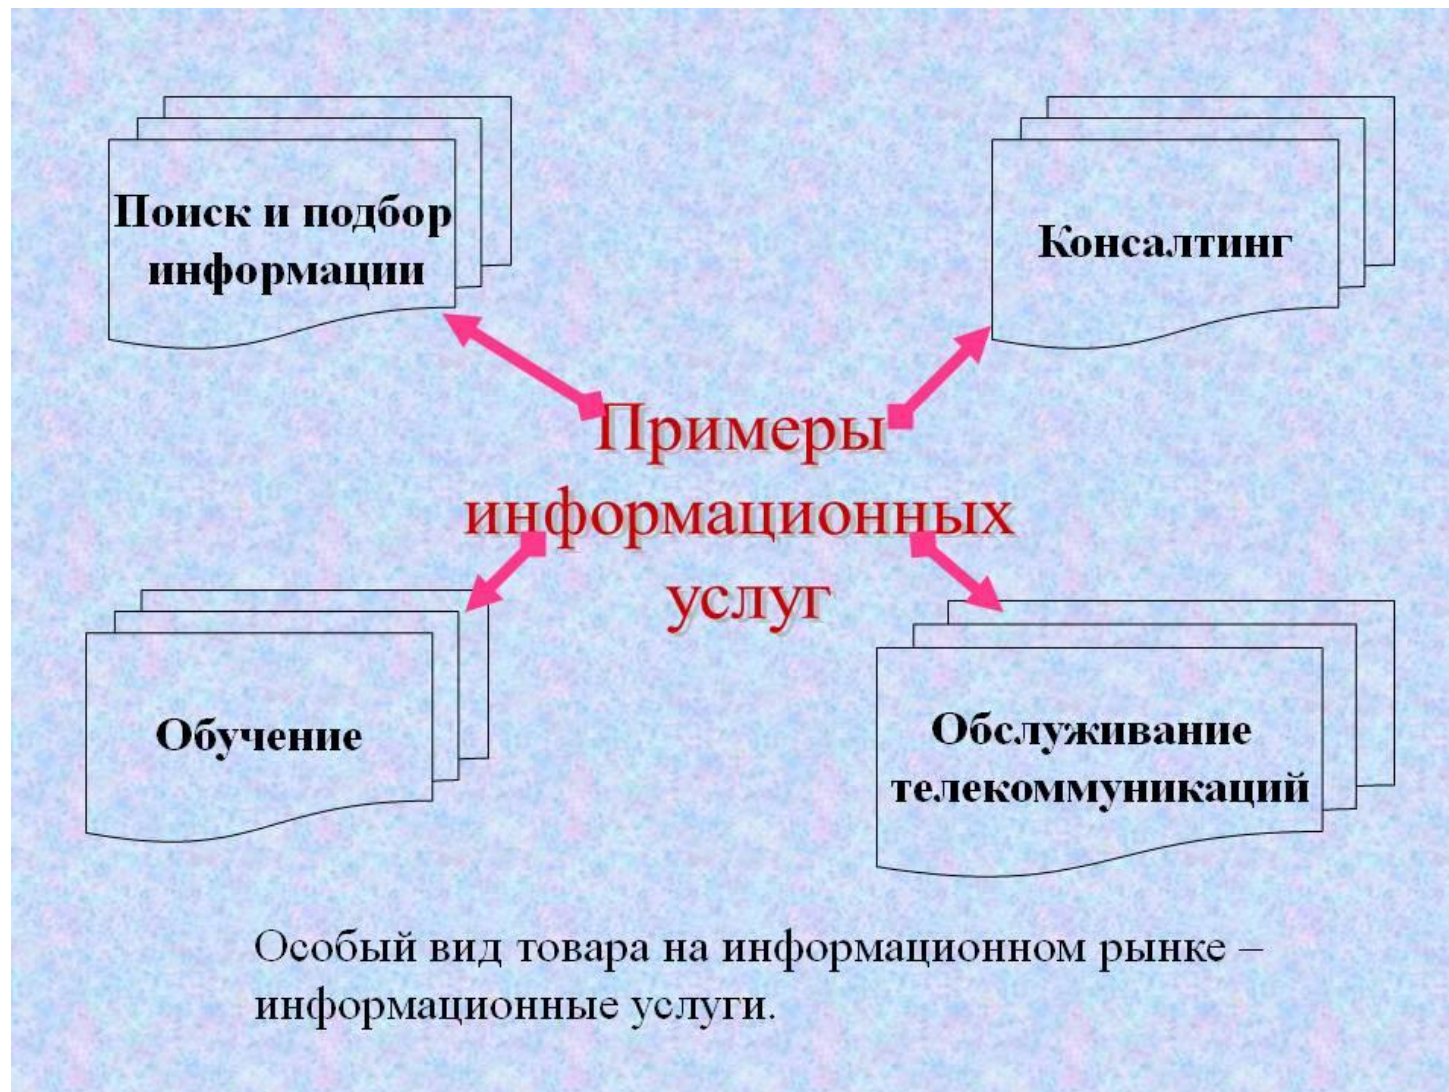 Поиск и подбор
информации
Консалтинг
Примеры
информационных
услуг
Обучение
Обслуживание
телекоммуникаций
Особый вид товара на информационном рынке –
информационные услуги.